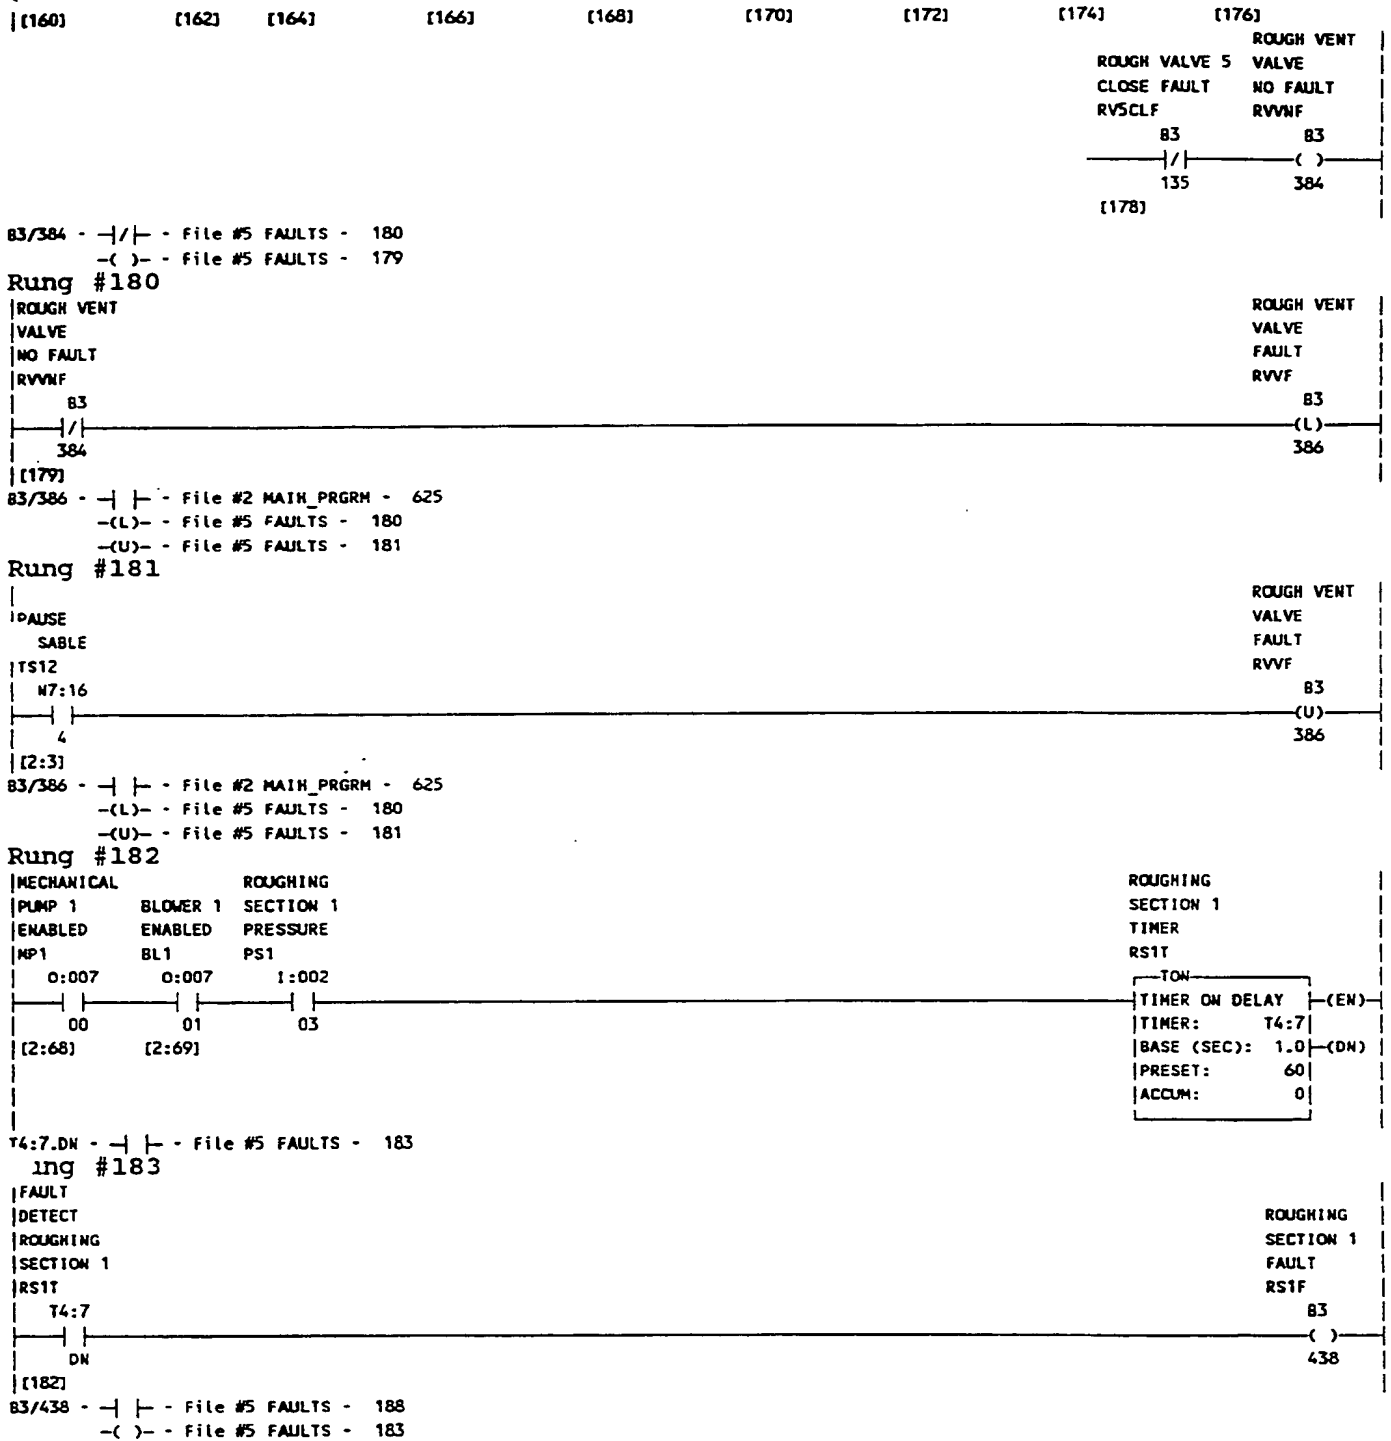 [160] [162] [164] [166] [168] [170] [172] [174] [176]
ROUGH VENT
ROUGH VALVE 5 VALVE
CLOSE FAULT NO FAULT
RV5CLF RVVNF
B3 B3
135 384
[178]
B3/384 - ─┤/├─ - File #5 FAULTS - 180
─( )─ - File #5 FAULTS - 179
Rung #180
ROUGH VENT ROUGH VENT
VALVE VALVE
NO FAULT FAULT
RVVNF RVVF
B3 B3
(L)
384 386
[179]
B3/386 - ─┤ ├─ - File #2 MAIN_PRGRM - 625
─(L)─ - File #5 FAULTS - 180
─(U)─ - File #5 FAULTS - 181
Rung #181
ROUGH VENT
PAUSE VALVE
SABLE FAULT
TS12 RVVF
N7:16 B3
(U)
4 386
[2:3]
B3/386 - ─┤ ├─ - File #2 MAIN_PRGRM - 625
─(L)─ - File #5 FAULTS - 180
─(U)─ - File #5 FAULTS - 181
Rung #182
MECHANICAL ROUGHING ROUGHING
PUMP 1 BLOWER 1 SECTION 1 SECTION 1
ENABLED ENABLED PRESSURE TIMER
MP1 BL1 PS1 RS1T
O:007 O:007 I:002 TON
TIMER ON DELAY (EN)
00 01 03 TIMER: T4:7
[2:68] [2:69] BASE (SEC): 1.0 (DN)
PRESET: 60
ACCUM: 0
T4:7.DN - ─┤ ├─ - File #5 FAULTS - 183
ing #183
FAULT
DETECT ROUGHING
ROUGHING SECTION 1
SECTION 1 FAULT
RS1T RS1F
T4:7 B3
( )
DN 438
[182]
B3/438 - ─┤ ├─ - File #5 FAULTS - 188
─( )─ - File #5 FAULTS - 183